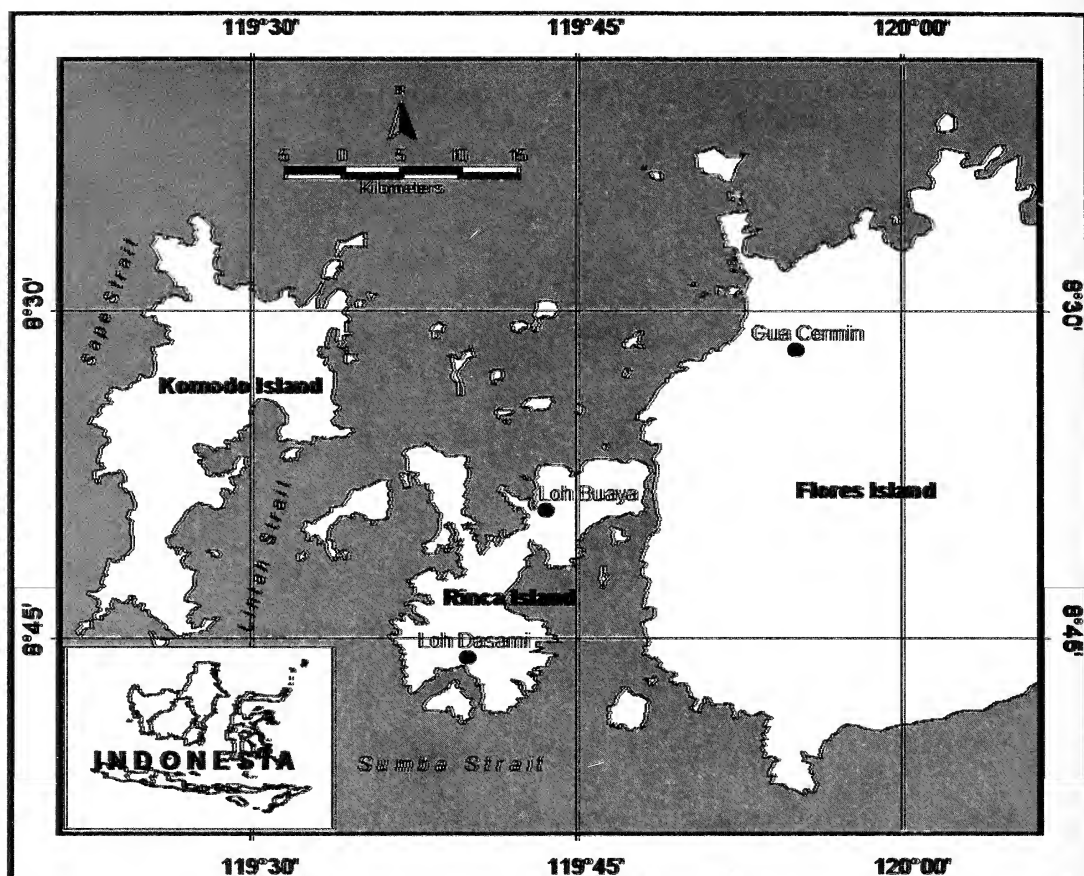 119°30' 119°45' 120°00'
N
5 0 5 10 15
Kilometers
Sape Strait
8°30' 8°30'
Gua Cermin
Komodo Island
Loh Buaya
Flores Island
Lintah Strait
Rinca Island
8°45' 8°45'
Loh Dasami
INDONESIA
Sumba Strait
119°30' 119°45' 120°00'